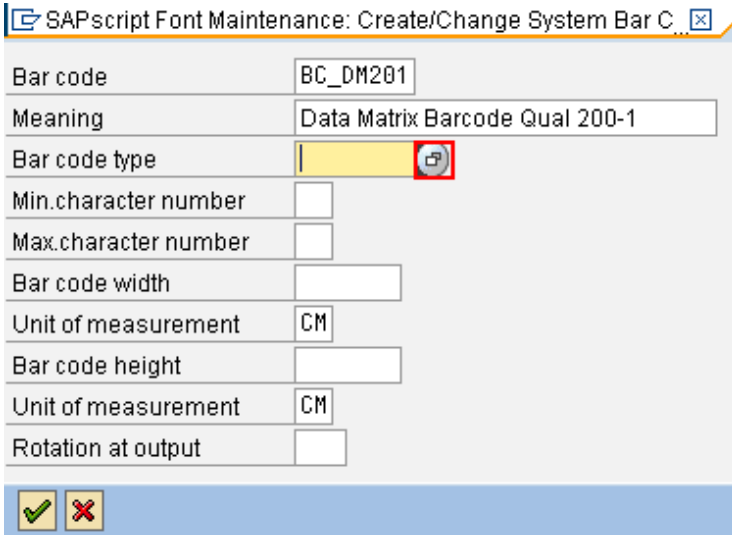 SAPscript Font Maintenance: Create/Change System Bar C...
Bar code BC_DM201
Meaning Data Matrix Barcode Qual 200-1
Bar code type
Min.character number
Max.character number
Bar code width
Unit of measurement CM
Bar code height
Unit of measurement CM
Rotation at output